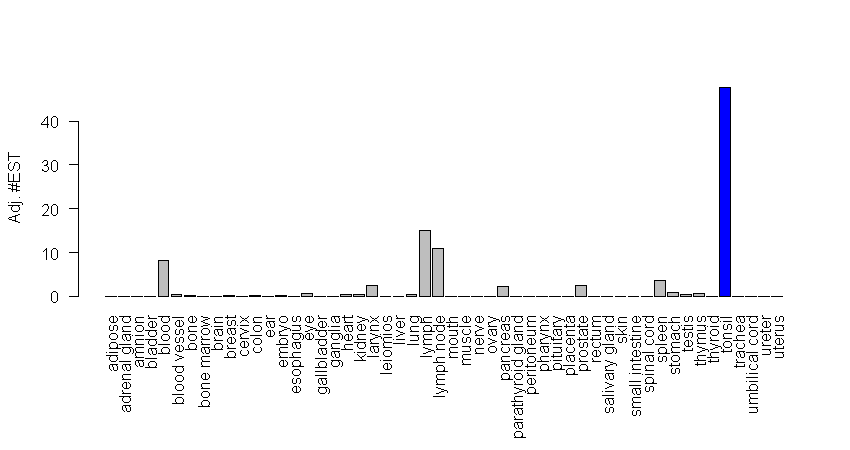 Adj. #EST
40
30
20
10
0
adipose
adrenal gland
amnion
bladder
blood
blood vessel
bone
bone marrow
brain
breast
cervix
colon
ear
embryo
esophagus
eye
gallbladder
ganglia
heart
kidney
larynx
leiomios
liver
lung
lymph
lymph node
mouth
muscle
nerve
ovary
pancreas
parathyroid gland
peritoneum
pharynx
pituitary
placenta
prostate
rectum
salivary gland
skin
small intestine
spinal cord
spleen
stomach
testis
thymus
thyroid
tonsil
trachea
umbilical cord
ureter
uterus